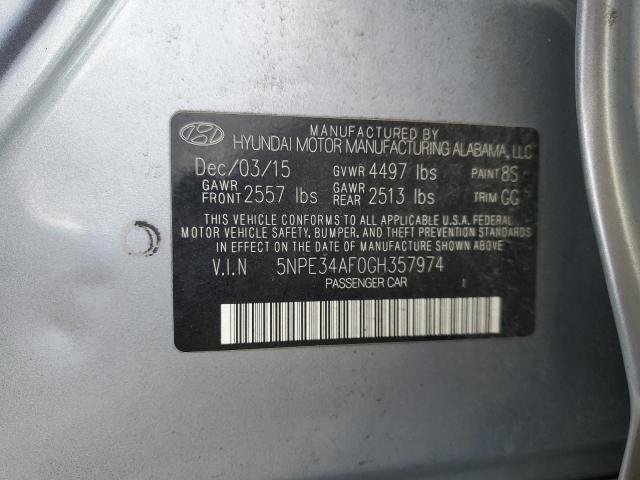 MANUFACTURED BY
HYUNDAI MOTOR MANUFACTURING ALABAMA, LLC
Dec/03/15 GVWR 4497 lbs PAINT 8S
GAWR FRONT 2557 lbs GAWR REAR 2513 lbs TRIM GG
THIS VEHICLE CONFORMS TO ALL APPLICABLE U.S.A. FEDERAL
MOTOR VEHICLE SAFETY, BUMPER, AND THEFT PREVENTION
STANDARDS IN EFFECT ON THE DATE OF MANUFACTURE SHOWN ABOVE.
V.I.N 5NPE34AF0GH357974
PASSENGER CAR